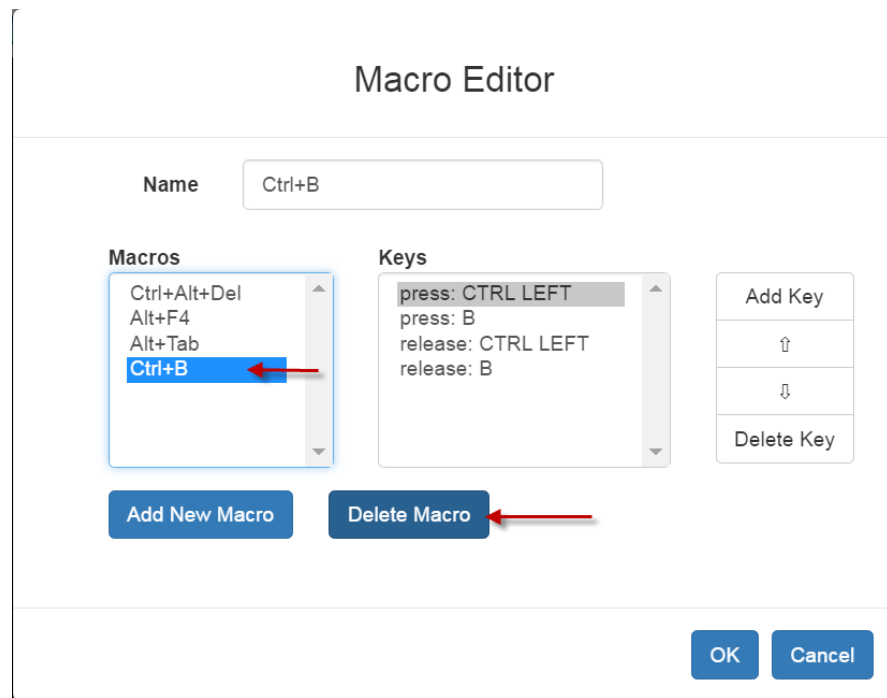 Macro Editor
Name
Ctrl+B
Macros
Keys
Ctrl+Alt+Del
Alt+F4
Alt+Tab
Ctrl+B
press: CTRL LEFT
press: B
release: CTRL LEFT
release: B
Add Key
⇧
⇩
Delete Key
Add New Macro
Delete Macro
OK
Cancel